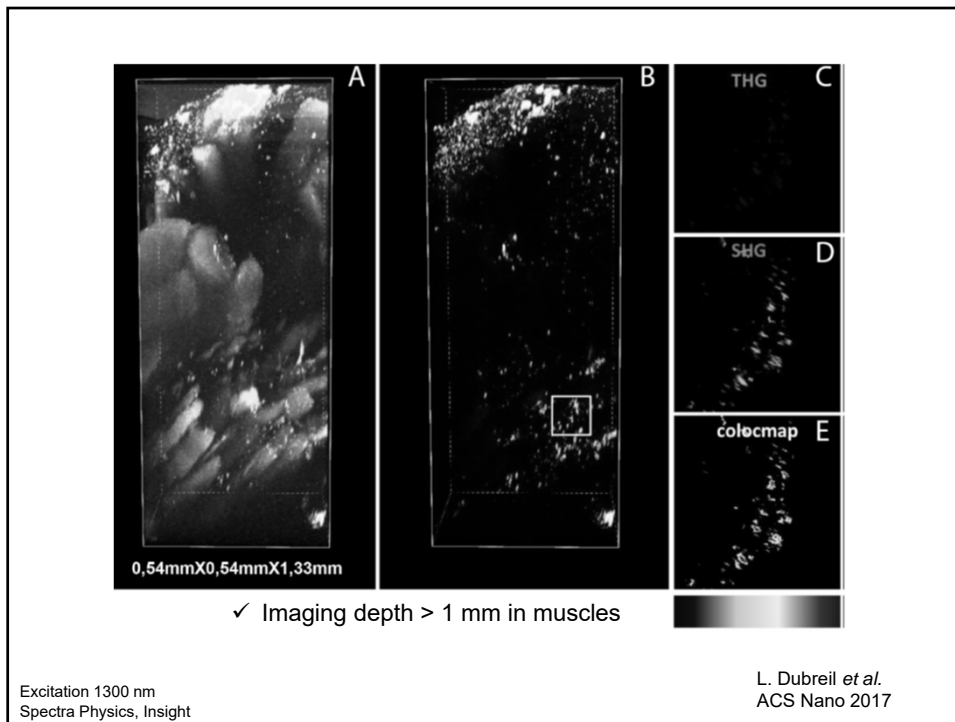 A
B
THG
C
SHG
D
colocmap
E
0,54mmX0,54mmX1,33mm
✓ Imaging depth > 1 mm in muscles
Excitation 1300 nm
Spectra Physics, Insight
L. Dubreil et al.
ACS Nano 2017